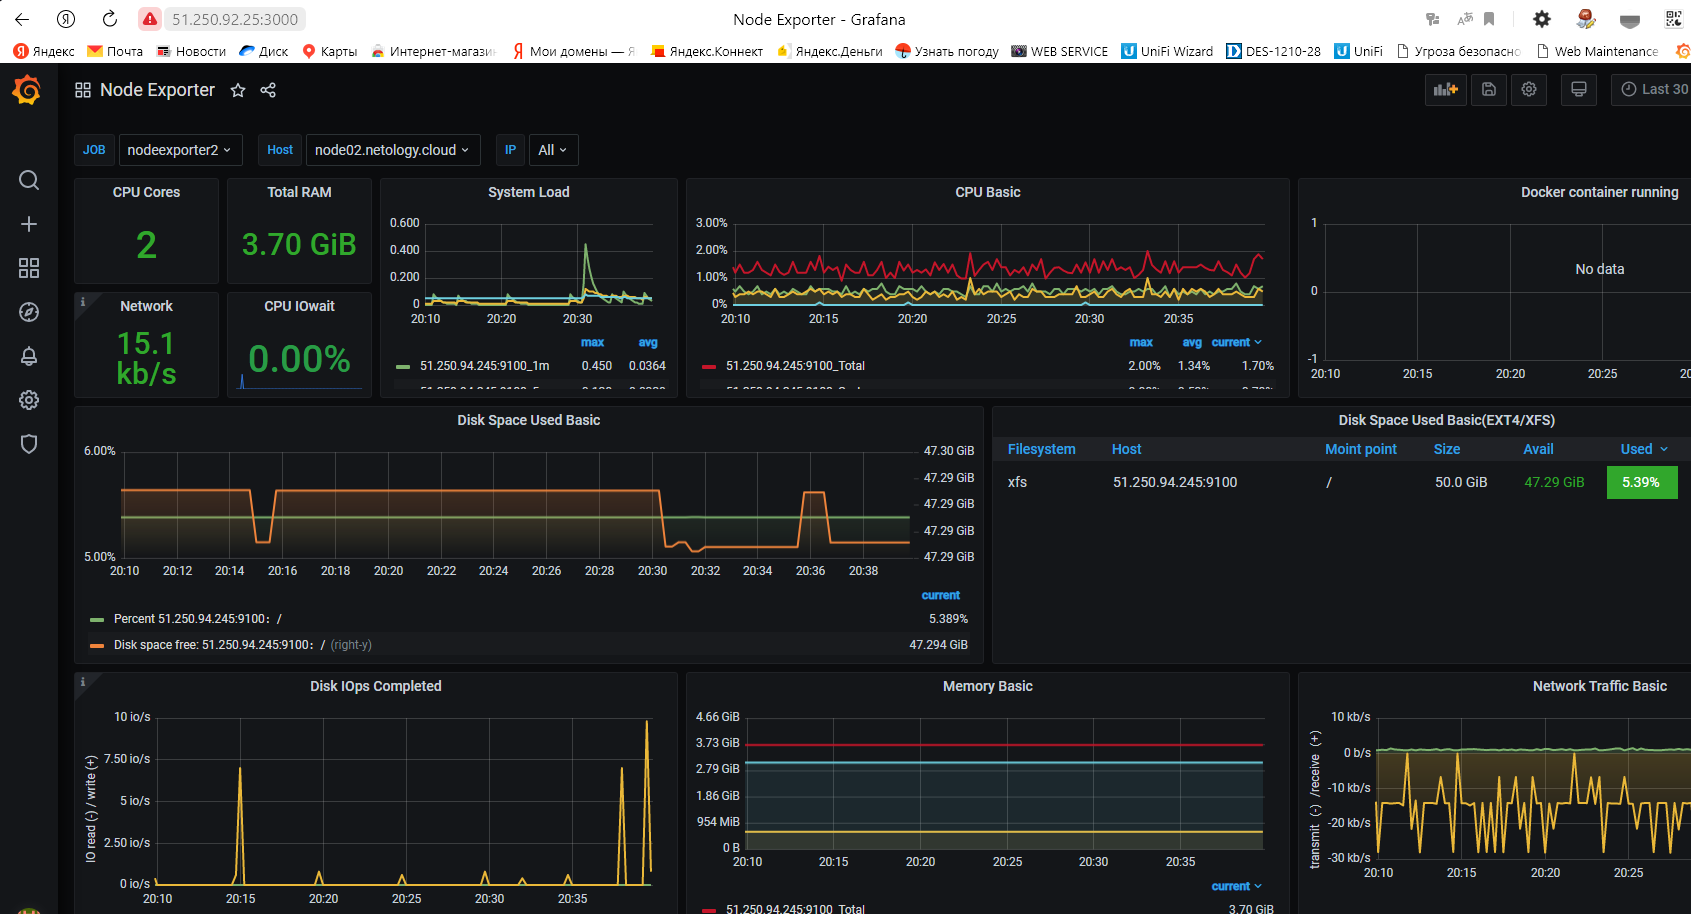 51.250.92.25:3000
Node Exporter - Grafana
Яндекс Почта Новости Диск Карты Интернет-магазин Мои домены — Я Яндекс.Коннект Яндекс.Деньги Узнать погоду WEB SERVICE UniFi Wizard DES-1210-28 UniFi Угроза безопасно Web Maintenance
Node Exporter
Last 30
JOB nodeexporter2 Host node02.netology.cloud IP All
CPU Cores
2
Total RAM
3.70 GiB
Network
15.1
kb/s
CPU IOwait
0.00%
System Load
0.600
0.400
0.200
0
20:10 20:20 20:30
max avg
51.250.94.245:9100_1m 0.450 0.0364
CPU Basic
3.00%
2.00%
1.00%
0%
20:10 20:15 20:20 20:25 20:30 20:35
max avg current
51.250.94.245:9100_Total 2.00% 1.34% 1.70%
Docker container running
1
0
-1
No data
20:10 20:15 20:20 20:25 20
Disk Space Used Basic
6.00%
5.00%
47.30 GiB
47.29 GiB
47.29 GiB
47.29 GiB
47.29 GiB
20:10 20:12 20:14 20:16 20:18 20:20 20:22 20:24 20:26 20:28 20:30 20:32 20:34 20:36 20:38
current
Percent 51.250.94.245:9100: / 5.389%
Disk space free: 51.250.94.245:9100: / (right-y) 47.294 GiB
Disk Space Used Basic(EXT4/XFS)
Filesystem Host Moint point Size Avail Used
xfs 51.250.94.245:9100 / 50.0 GiB 47.29 GiB 5.39%
Disk IOps Completed
IO read (-) / write (+)
10 io/s
7.50 io/s
5 io/s
2.50 io/s
0 io/s
20:10 20:15 20:20 20:25 20:30 20:35
Memory Basic
4.66 GiB
3.73 GiB
2.79 GiB
1.86 GiB
954 MiB
0 B
20:10 20:15 20:20 20:25 20:30 20:35
current
51.250.94.245:9100_Total 3.70 GiB
Network Traffic Basic
transmit (-) /receive (+)
10 kb/s
0 b/s
-10 kb/s
-20 kb/s
-30 kb/s
20:10 20:15 20:20 20:25